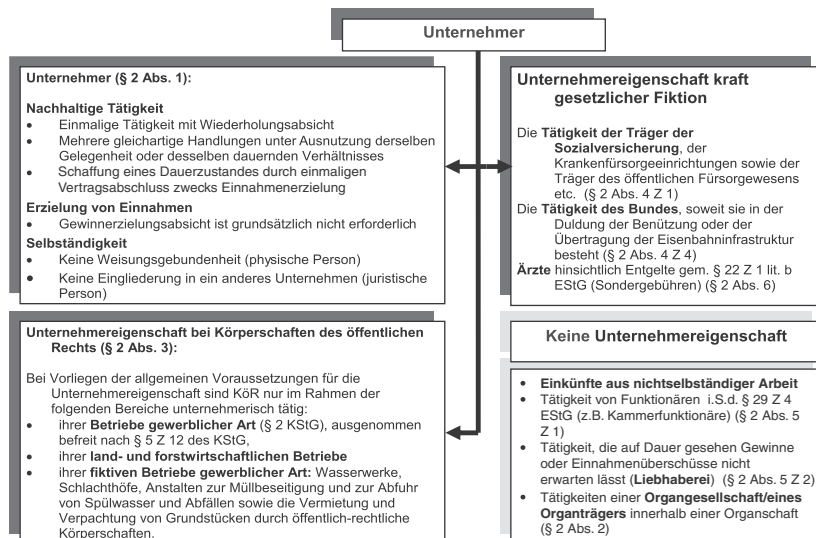 Unternehmer
Unternehmer (§ 2 Abs. 1):
Nachhaltige Tätigkeit
• Einmalige Tätigkeit mit Wiederholungsabsicht
• Mehrere gleichartige Handlungen unter Ausnutzung derselben
Gelegenheit oder desselben dauernden Verhältnisses
• Schaffung eines Dauerzustandes durch einmaligen
Vertragsabschluss zwecks Einnahmenerzielung
Erzielung von Einnahmen
• Gewinnerzielungsabsicht ist grundsätzlich nicht erforderlich
Selbständigkeit
• Keine Weisungsgebundenheit (physische Person)
• Keine Eingliederung in ein anderes Unternehmen (juristische
Person)
Unternehmereigenschaft kraft
gesetzlicher Fiktion
Die Tätigkeit der Träger der
Sozialversicherung, der
Krankenfürsorgeeinrichtungen sowie der
Träger des öffentlichen Fürsorgewesens
etc. (§ 2 Abs. 4 Z 1)
Die Tätigkeit des Bundes, soweit sie in der
Duldung der Benützung oder der
Übertragung der Eisenbahninfrastruktur
besteht (§ 2 Abs. 4 Z 4)
Ärzte hinsichtlich Entgelte gem. § 22 Z 1 lit. b
EStG (Sondergebühren) (§ 2 Abs. 6)
Unternehmereigenschaft bei Körperschaften des öffentlichen
Rechts (§ 2 Abs. 3):
Bei Vorliegen der allgemeinen Voraussetzungen für die
Unternehmereigenschaft sind KöR nur im Rahmen der
folgenden Bereiche unternehmerisch tätig:
• ihrer Betriebe gewerblicher Art (§ 2 KStG), ausgenommen
befreit nach § 5 Z 12 des KStG,
• ihrer land- und forstwirtschaftlichen Betriebe
• ihrer fiktiven Betriebe gewerblicher Art: Wasserwerke,
Schlachthöfe, Anstalten zur Müllbeseitigung und zur Abfuhr
von Spülwasser und Abfällen sowie die Vermietung und
Verpachtung von Grundstücken durch öffentlich-rechtliche
Körperschaften.
Keine Unternehmereigenschaft
• Einkünfte aus nichtselbständiger Arbeit
• Tätigkeit von Funktionären i.S.d. § 29 Z 4
EStG (z.B. Kammerfunktionäre) (§ 2 Abs. 5
Z 1)
• Tätigkeit, die auf Dauer gesehen Gewinne
oder Einnahmenüberschüsse nicht
erwarten lässt (Liebhaberei) (§ 2 Abs. 5 Z 2)
• Tätigkeiten einer Organgesellschaft/eines
Organträgers innerhalb einer Organschaft
(§ 2 Abs. 2)